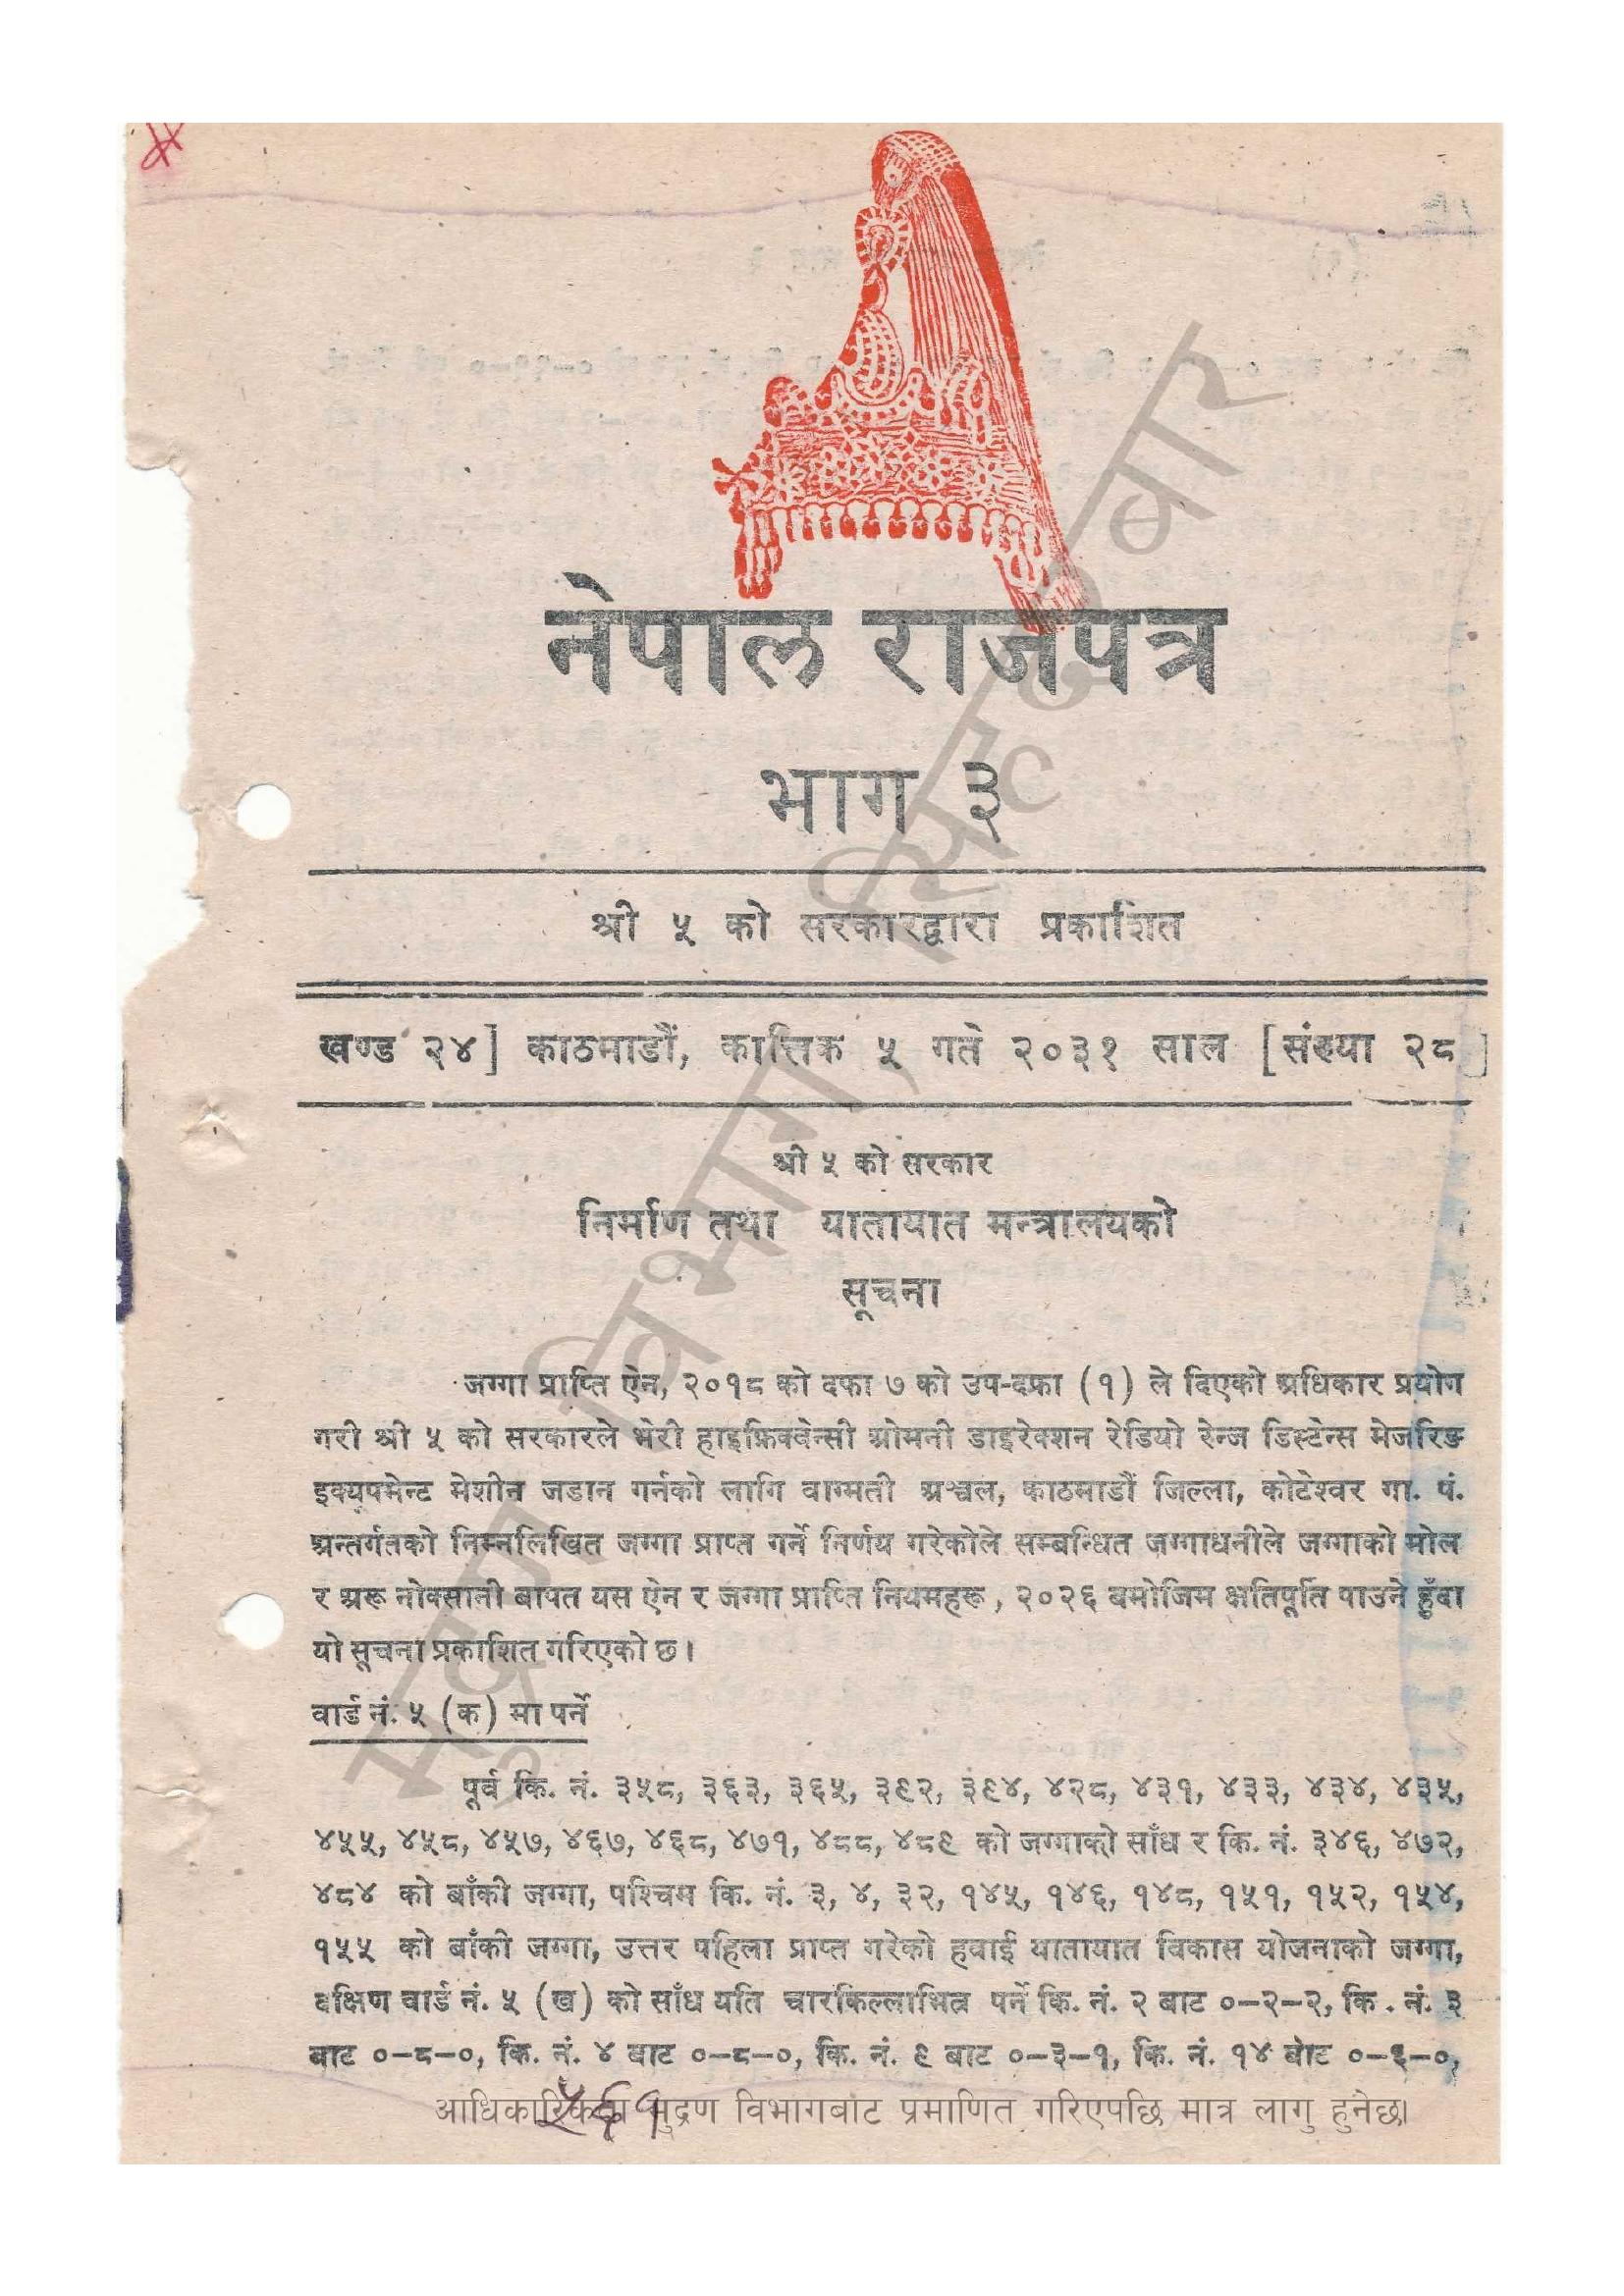 नेपाल राजपत्र
भाग ३
श्री ५ को सरकारद्वारा प्रकाशित
खण्ड २४] काठमाडौं, कात्तिक ५ गते २०३१ साल [संख्या २८]
श्री ५ को सरकार
निर्माण तथा यातायात मन्त्रालयको
सूचना
जग्गा प्राप्ति ऐन, २०१८ को दफा ७ को उप-दफा (१) ले दिएको अधिकार प्रयोग
गरी श्री ५ को सरकारले भेरी हाइफ्रिक्वेन्सी ओमनी डाइरेक्शन रेडियो रेन्ज डिस्टेन्स मेजरिङ
इक्युपमेन्ट मेशीन जडान गर्नको लागि वाग्मती अञ्चल, काठमाडौं जिल्ला, कोटेश्वर गा. पं.
अन्तर्गतको निम्नलिखित जग्गा प्राप्त गर्ने निर्णय गरेकोले सम्बन्धित जग्गाधनीले जग्गाको मोल
र अरू नोक्सानी बापत यस ऐन र जग्गा प्राप्ति नियमहरू, २०२६ बमोजिम क्षतिपूर्ति पाउने हुँदा
यो सूचना प्रकाशित गरिएको छ।
वार्ड नं. ५ (क) मा पर्ने
पूर्व कि. नं. ३५८, ३६३, ३६५, ३९२, ३९४, ४२८, ४३१, ४३३, ४३४, ४३५,
४५५, ४५८, ४५७, ४६७, ४६८, ४७१, ४८८, ४८९ को जग्गाको साँध र कि. नं. ३४६, ४७२,
४८४ को बाँकी जग्गा, पश्चिम कि. नं. ३, ४, ३२, १४५, १४६, १४८, १५१, १५२, १५४,
१५५ को बाँकी जग्गा, उत्तर पहिला प्राप्त गरेको हवाई यातायात विकास योजनाको जग्गा,
दक्षिण वार्ड नं. ५ (ख) को साँध यति चारकिल्लाभित्र पर्ने कि. नं. २ बाट ०–२–२, कि. नं. ३
बाट ०–८–०, कि. नं. ४ बाट ०–८–०, कि. नं. ९ बाट ०–३–१, कि. नं. १४ बाट ०–६–०,
५६१
आधिकारिकता मुद्रण विभागबाट प्रमाणित गरिएपछि मात्र लागु हुनेछ।
मुद्रण विभाग, सिंहदरबार